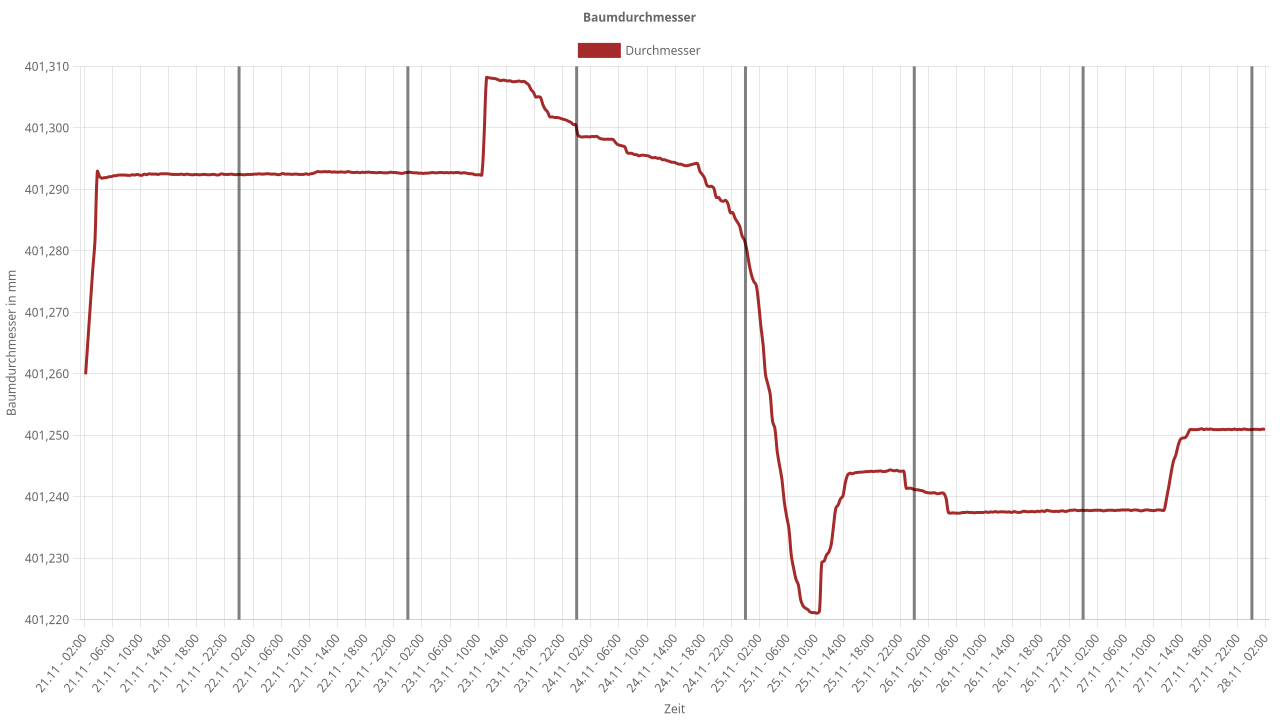 Baumdurchmesser
Durchmesser
401,310
401,300
401,290
401,280
401,270
401,260
401,250
401,240
401,230
401,220
Baumdurchmesser in mm
21.11 - 02:00
21.11 - 06:00
21.11 - 10:00
21.11 - 14:00
21.11 - 18:00
21.11 - 22:00
22.11 - 02:00
22.11 - 06:00
22.11 - 10:00
22.11 - 14:00
22.11 - 18:00
22.11 - 22:00
23.11 - 02:00
23.11 - 06:00
23.11 - 10:00
23.11 - 14:00
23.11 - 18:00
23.11 - 22:00
24.11 - 02:00
24.11 - 06:00
24.11 - 10:00
24.11 - 14:00
24.11 - 18:00
24.11 - 22:00
25.11 - 02:00
25.11 - 06:00
25.11 - 10:00
25.11 - 14:00
25.11 - 18:00
25.11 - 22:00
26.11 - 02:00
26.11 - 06:00
26.11 - 10:00
26.11 - 14:00
26.11 - 18:00
26.11 - 22:00
27.11 - 02:00
27.11 - 06:00
27.11 - 10:00
27.11 - 14:00
27.11 - 18:00
27.11 - 22:00
28.11 - 02:00
Zeit